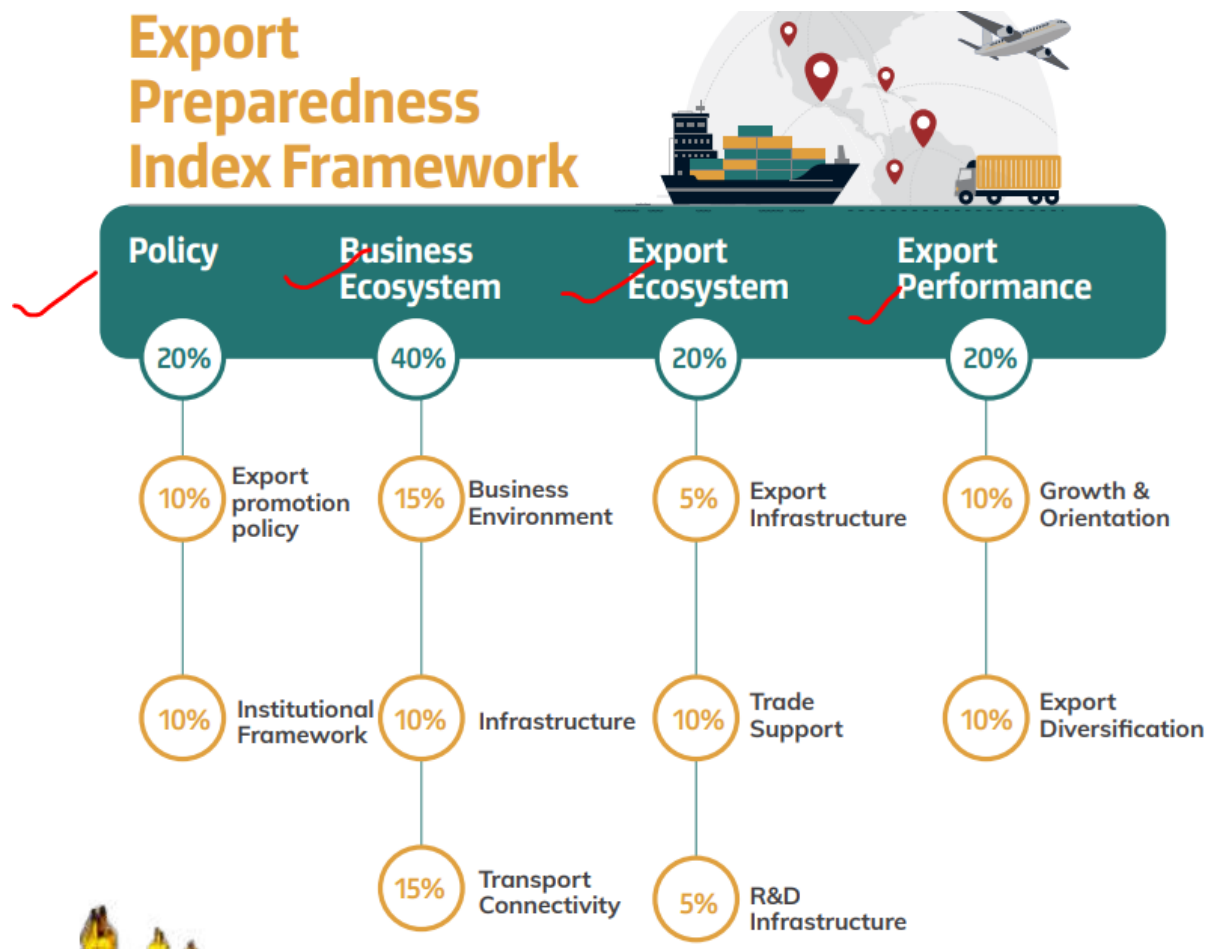 Export
Preparedness
Index Framework
Policy
Business
Ecosystem
Export
Ecosystem
Export
Performance
20%
40%
20%
20%
10%
Export
promotion
policy
15%
Business
Environment
5%
Export
Infrastructure
10%
Growth &
Orientation
10%
Institutional
Framework
10%
Infrastructure
10%
Trade
Support
10%
Export
Diversification
15%
Transport
Connectivity
5%
R&D
Infrastructure